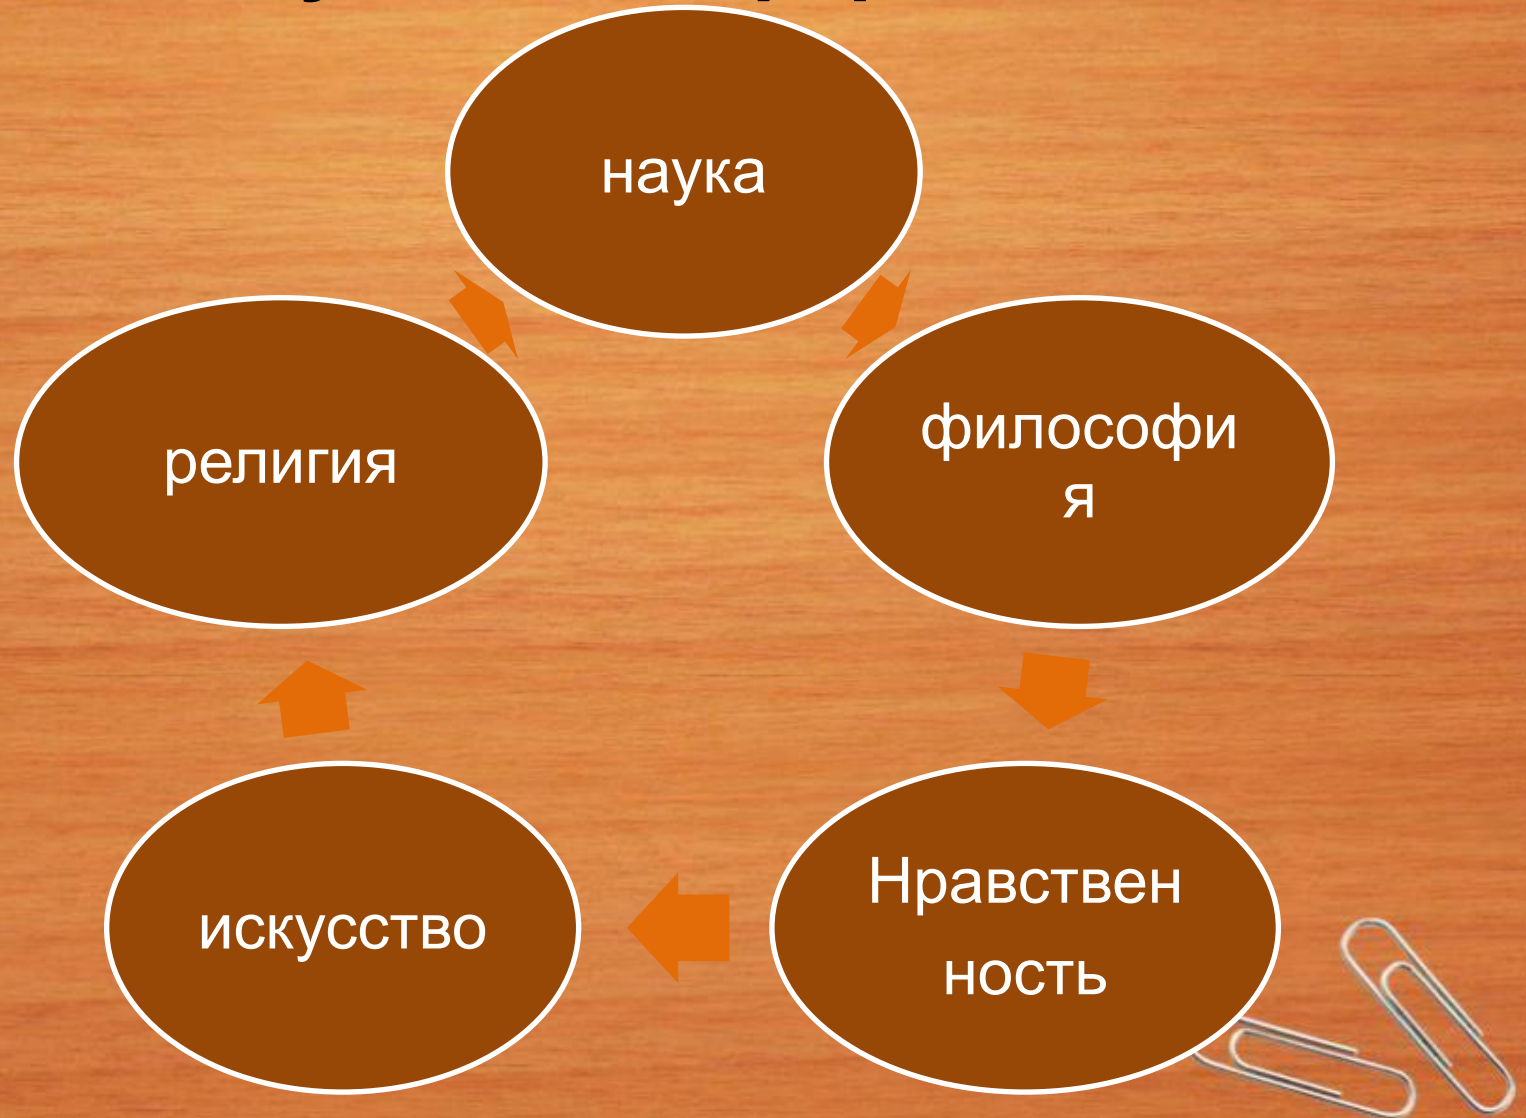 наука
религия
философи
я
искусство
Нравствен
ность